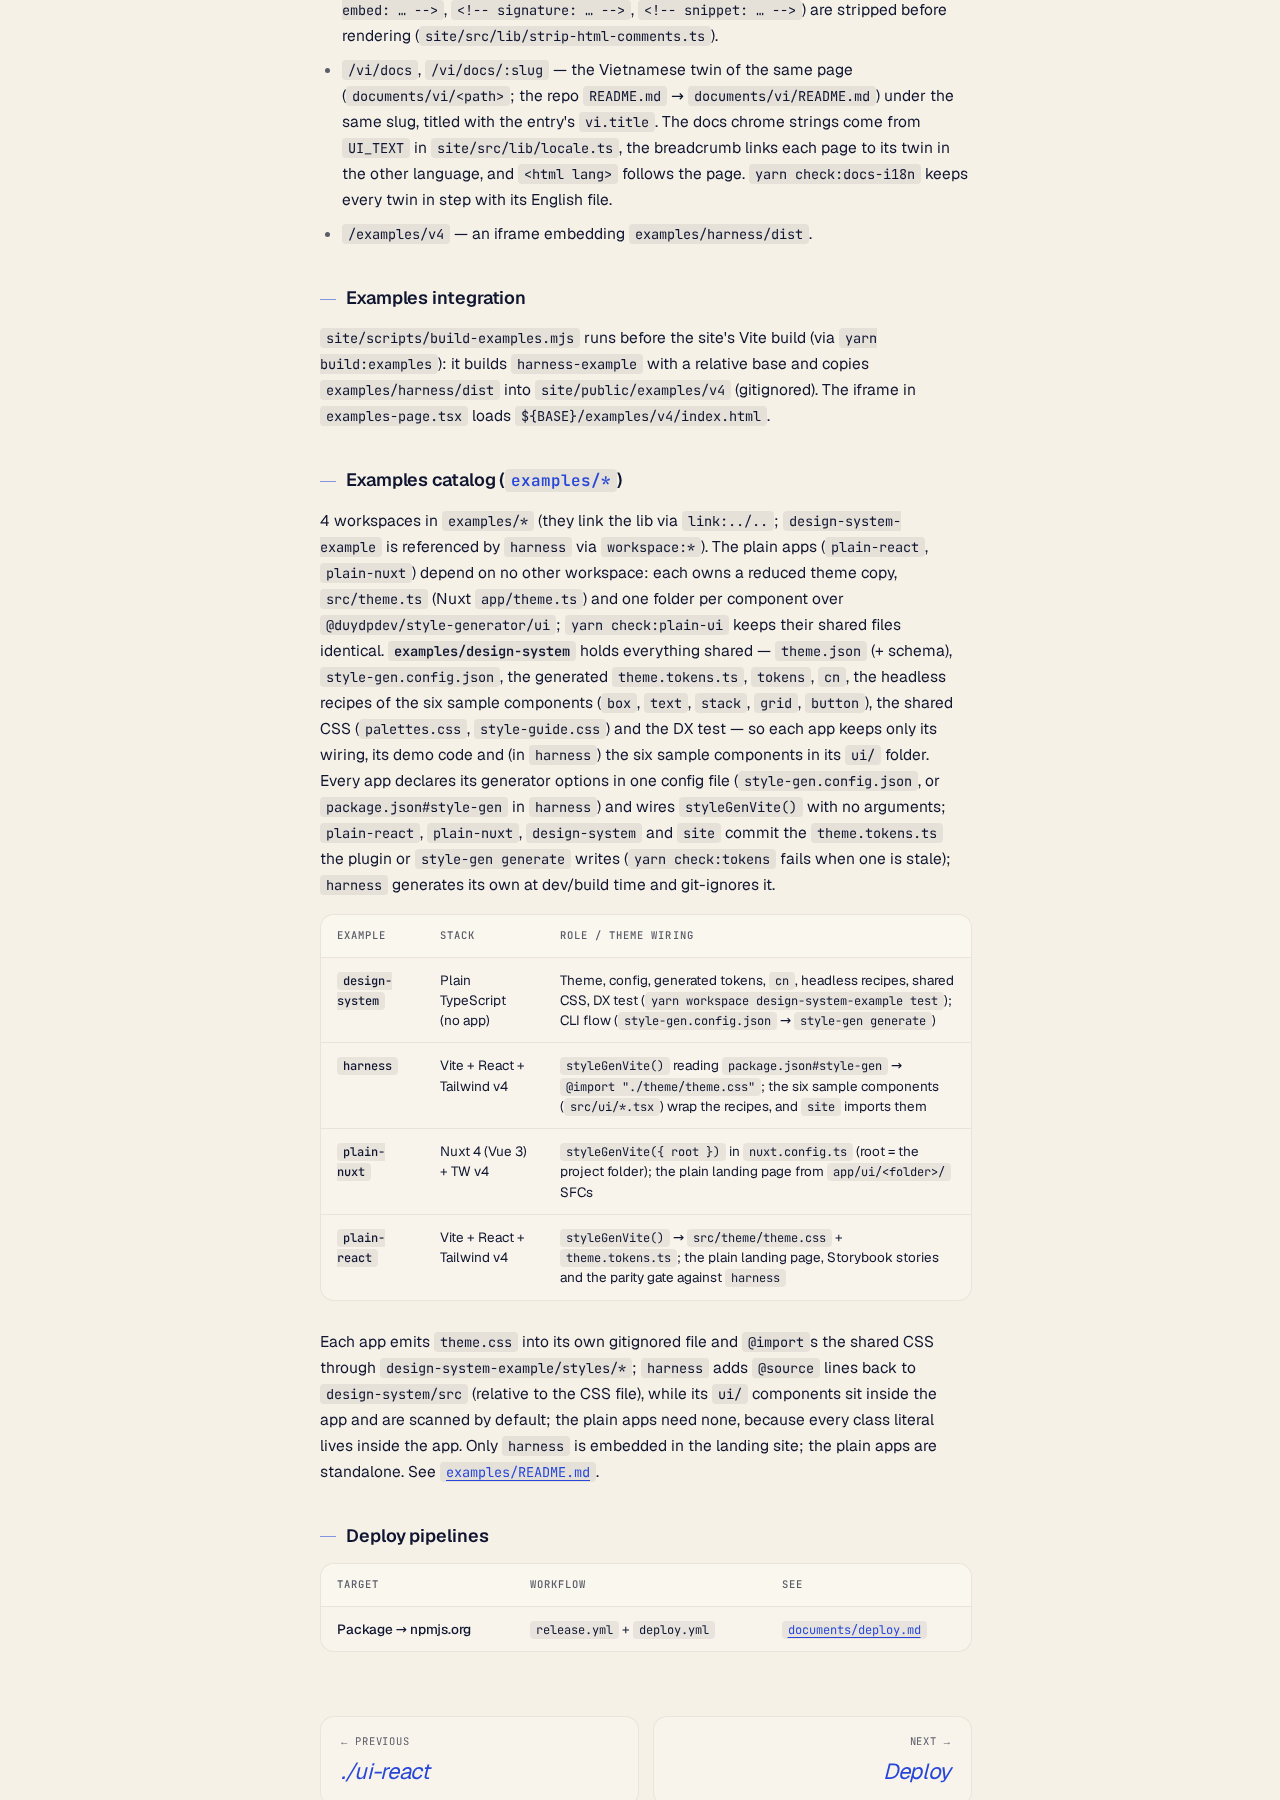 embed: … -->, <!-- signature: … -->, <!-- snippet: … -->) are stripped before
rendering (site/src/lib/strip-html-comments.ts).
• /vi/docs, /vi/docs/:slug — the Vietnamese twin of the same page
(documents/vi/<path>; the repo README.md → documents/vi/README.md) under the
same slug, titled with the entry's vi.title. The docs chrome strings come from
UI_TEXT in site/src/lib/locale.ts, the breadcrumb links each page to its twin in
the other language, and <html lang> follows the page. yarn check:docs-i18n keeps
every twin in step with its English file.
• /examples/v4 — an iframe embedding examples/harness/dist.
— Examples integration
site/scripts/build-examples.mjs runs before the site's Vite build (via yarn
build:examples): it builds harness-example with a relative base and copies
examples/harness/dist into site/public/examples/v4 (gitignored). The iframe in
examples-page.tsx loads ${BASE}/examples/v4/index.html.
— Examples catalog (examples/*)
4 workspaces in examples/* (they link the lib via link:../..; design-system-
example is referenced by harness via workspace:*). The plain apps (plain-react,
plain-nuxt) depend on no other workspace: each owns a reduced theme copy,
src/theme.ts (Nuxt app/theme.ts) and one folder per component over
@duydpdev/style-generator/ui; yarn check:plain-ui keeps their shared files
identical. examples/design-system holds everything shared — theme.json (+ schema),
style-gen.config.json, the generated theme.tokens.ts, tokens, cn, the headless
recipes of the six sample components (box, text, stack, grid, button), the shared
CSS (palettes.css, style-guide.css) and the DX test — so each app keeps only its
wiring, its demo code and (in harness) the six sample components in its ui/ folder.
Every app declares its generator options in one config file (style-gen.config.json, or
package.json#style-gen in harness) and wires styleGenVite() with no arguments;
plain-react, plain-nuxt, design-system and site commit the theme.tokens.ts
the plugin or style-gen generate writes (yarn check:tokens fails when one is stale);
harness generates its own at dev/build time and git-ignores it.
EXAMPLE STACK ROLE / THEME WIRING
design-
system
Plain
TypeScript
(no app)
Theme, config, generated tokens, cn, headless recipes, shared
CSS, DX test (yarn workspace design-system-example test);
CLI flow (style-gen.config.json → style-gen generate)
harness
Vite + React +
Tailwind v4
styleGenVite() reading package.json#style-gen →
@import "./theme/theme.css"; the six sample components
(src/ui/*.tsx) wrap the recipes, and site imports them
plain-
nuxt
Nuxt 4 (Vue 3)
+ TW v4
styleGenVite({ root }) in nuxt.config.ts (root = the
project folder); the plain landing page from app/ui/<folder>/
SFCs
plain-
react
Vite + React +
Tailwind v4
styleGenVite() → src/theme/theme.css +
theme.tokens.ts; the plain landing page, Storybook stories
and the parity gate against harness
Each app emits theme.css into its own gitignored file and @imports the shared CSS
through design-system-example/styles/*; harness adds @source lines back to
design-system/src (relative to the CSS file), while its ui/ components sit inside the
app and are scanned by default; the plain apps need none, because every class literal
lives inside the app. Only harness is embedded in the landing site; the plain apps are
standalone. See examples/README.md.
— Deploy pipelines
TARGET WORKFLOW SEE
Package → npmjs.org release.yml + deploy.yml documents/deploy.md
← PREVIOUS
./ui-react
NEXT →
Deploy